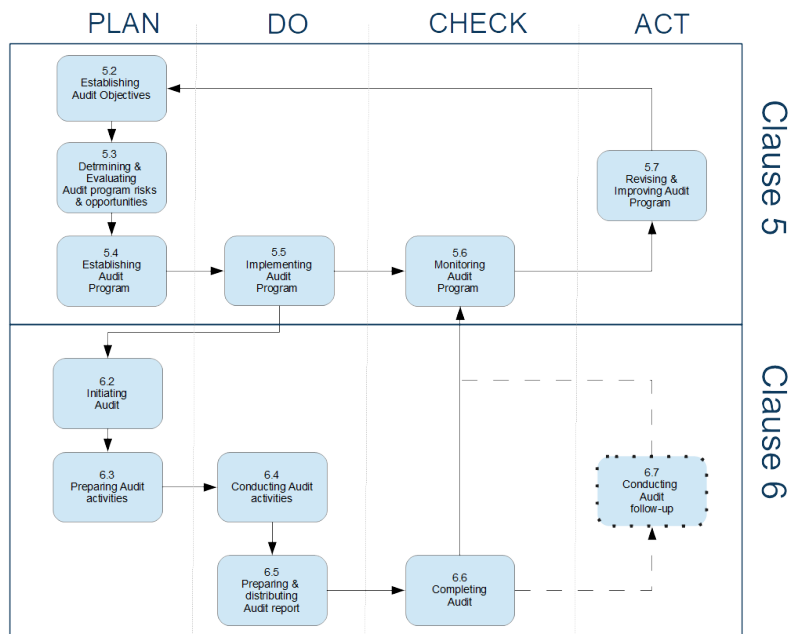 PLAN
DO
CHECK
ACT
5.2
Establishing
Audit Objectives
5.3
Detrmining &
Evaluating
Audit program risks
& opportunities
5.4
Establishing
Audit
Program
5.5
Implementing
Audit
Program
5.6
Monitoring
Audit
Program
5.7
Revising &
Improving Audit
Program
Clause 5
6.2
Initiating
Audit
6.3
Preparing Audit
activities
6.4
Conducting Audit
activities
6.5
Preparing &
distributing
Audit report
6.6
Completing
Audit
6.7
Conducting
Audit
follow-up
Clause 6